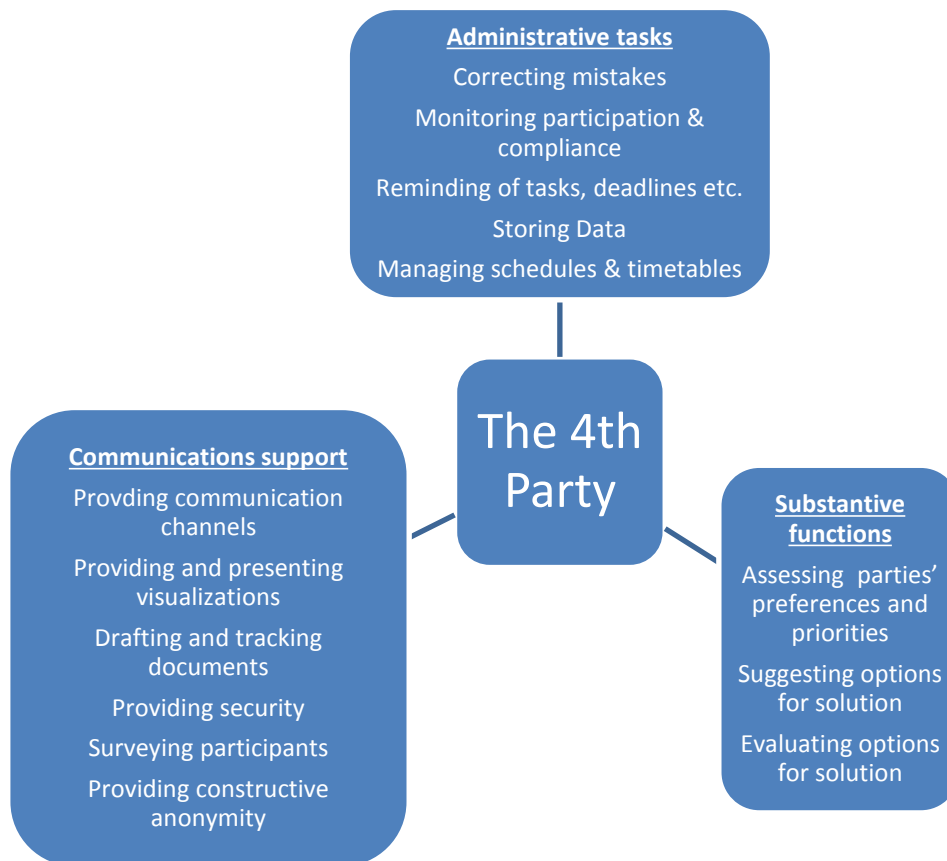 Administrative tasks
Correcting mistakes
Monitoring participation &
compliance
Reminding of tasks, deadlines etc.
Storing Data
Managing schedules & timetables
The 4th
Party
Communications support
Provding communication
channels
Providing and presenting
visualizations
Drafting and tracking
documents
Providing security
Surveying participants
Providing constructive
anonymity
Substantive
functions
Assessing parties’
preferences and
priorities
Suggesting options
for solution
Evaluating options
for solution